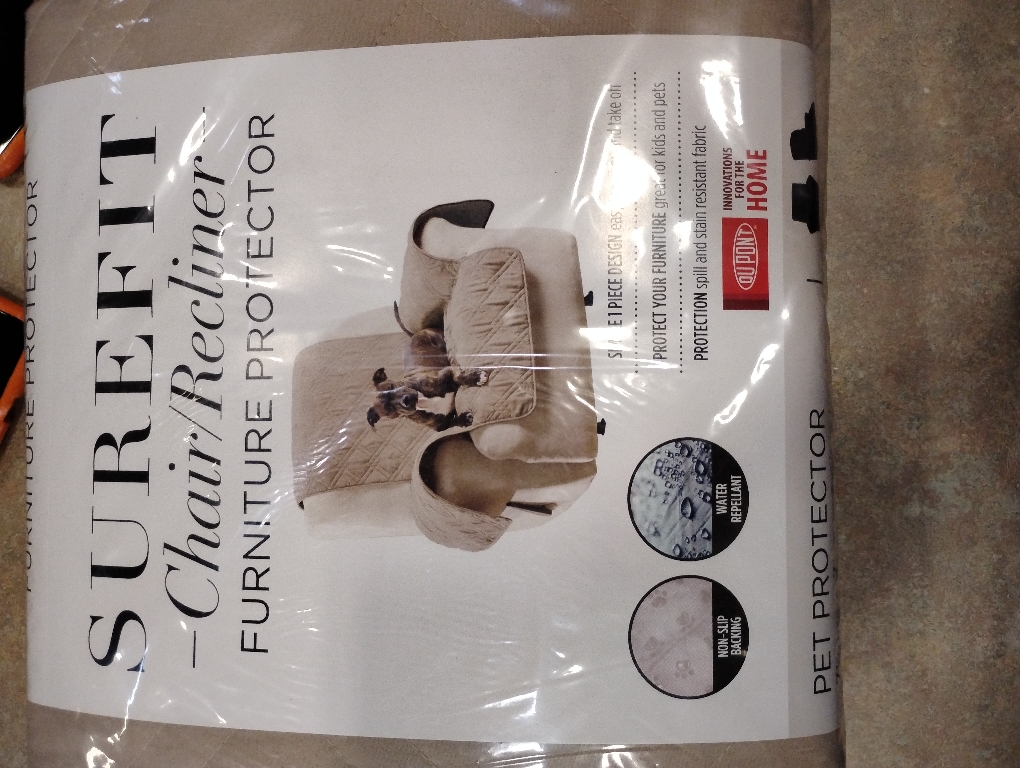 FURNITURE PROTECTOR
SUREFIT
—Chair/Recliner—
FURNITURE PROTECTOR
1 PIECE DESIGN take off
PROTECT YOUR FURNITURE great for kids and pets
PROTECTION spill and stain resistant fabric
NON-SLIP
BACKING
WATER
REPELLANT
DU PONT
INNOVATIONS
FOR THE
HOME
PET PROTECTOR